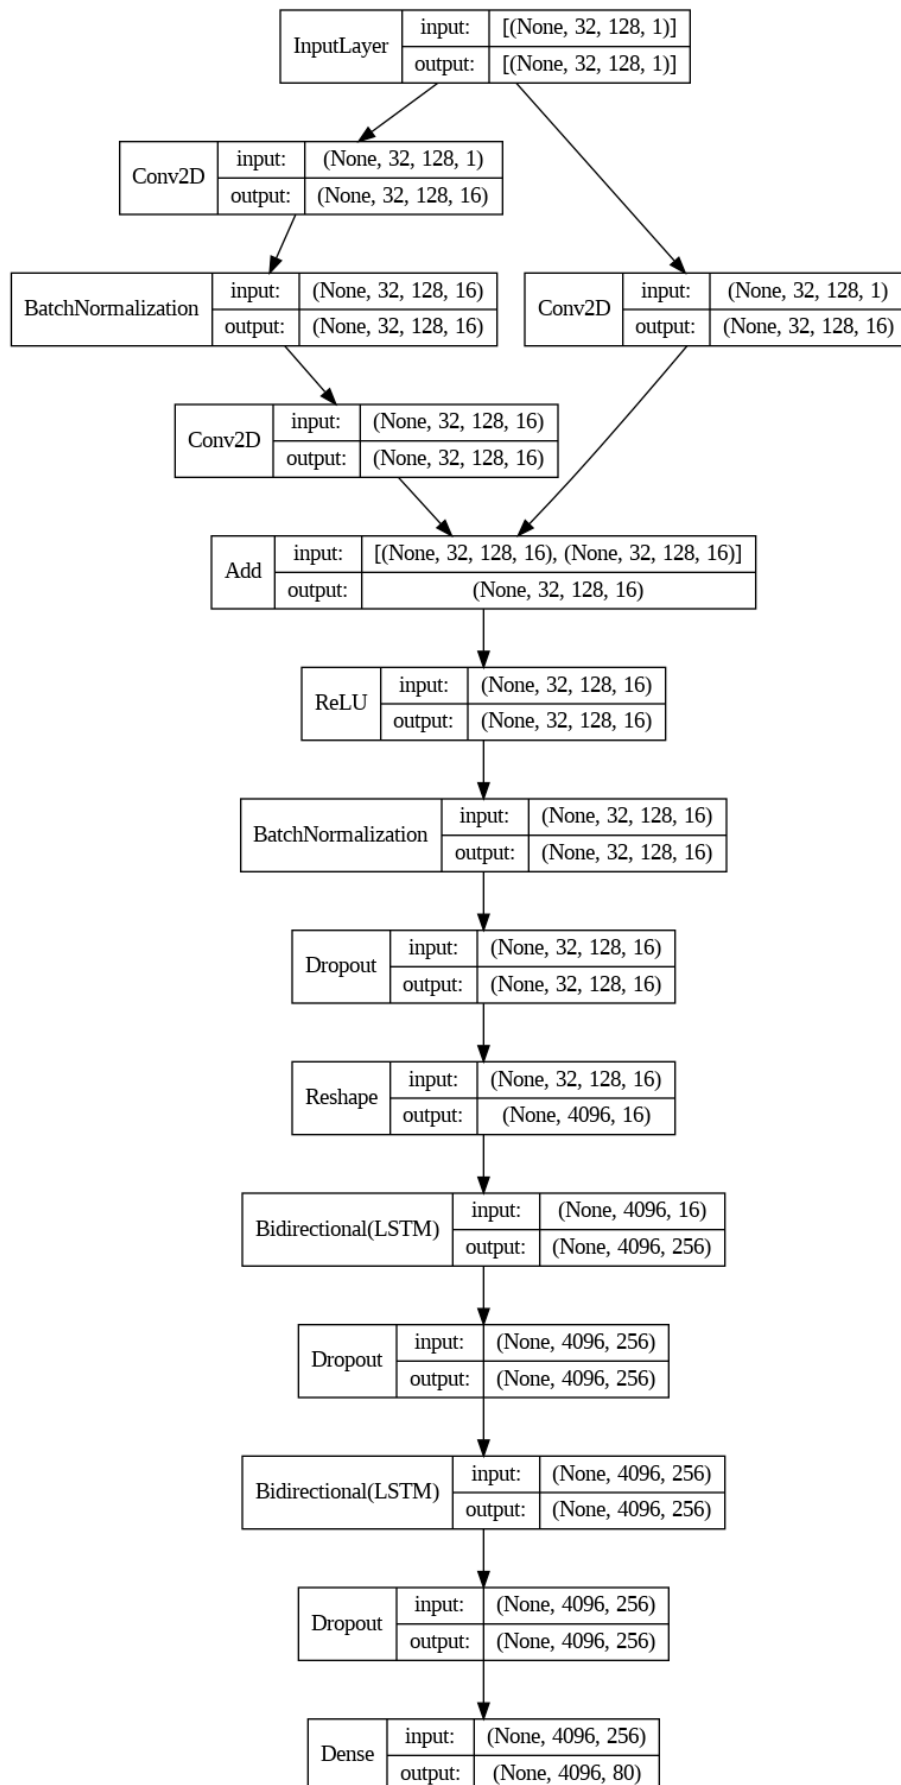 InputLayer input: [(None, 32, 128, 1)]
output: [(None, 32, 128, 1)]
Conv2D input: (None, 32, 128, 1)
output: (None, 32, 128, 16)
BatchNormalization input: (None, 32, 128, 16)
output: (None, 32, 128, 16)
Conv2D input: (None, 32, 128, 1)
output: (None, 32, 128, 16)
Conv2D input: (None, 32, 128, 16)
output: (None, 32, 128, 16)
Add input: [(None, 32, 128, 16), (None, 32, 128, 16)]
output: (None, 32, 128, 16)
ReLU input: (None, 32, 128, 16)
output: (None, 32, 128, 16)
BatchNormalization input: (None, 32, 128, 16)
output: (None, 32, 128, 16)
Dropout input: (None, 32, 128, 16)
output: (None, 32, 128, 16)
Reshape input: (None, 32, 128, 16)
output: (None, 4096, 16)
Bidirectional(LSTM) input: (None, 4096, 16)
output: (None, 4096, 256)
Dropout input: (None, 4096, 256)
output: (None, 4096, 256)
Bidirectional(LSTM) input: (None, 4096, 256)
output: (None, 4096, 256)
Dropout input: (None, 4096, 256)
output: (None, 4096, 256)
Dense input: (None, 4096, 256)
output: (None, 4096, 80)